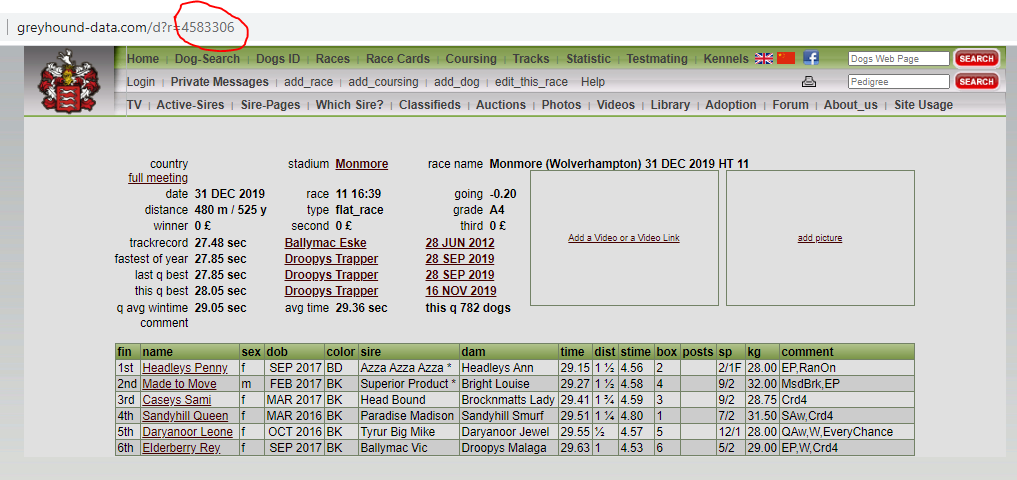 greyhound-data.com/d?r=4583306
Home | Dog-Search | Dogs ID | Races | Race Cards | Coursing | Tracks | Statistic | Testmating | Kennels Dogs Web Page SEARCH
Login | Private Messages | add_race | add_coursing | add_dog | edit_this_race Help Pedigree SEARCH
TV | Active-Sires | Sire-Pages | Which Sire? | Classifieds | Auctions | Photos | Videos | Library | Adoption | Forum | About_us | Site Usage
country stadium Monmore race name Monmore (Wolverhampton) 31 DEC 2019 HT 11
full meeting
date 31 DEC 2019 race 11 16:39 going -0.20
distance 480 m / 525 y type flat_race grade A4
winner 0 £ second 0 £ third 0 £
trackrecord 27.48 sec Ballymac Eske 28 JUN 2012
fastest of year 27.85 sec Droopys Trapper 28 SEP 2019
last q best 27.85 sec Droopys Trapper 28 SEP 2019
this q best 28.05 sec Droopys Trapper 16 NOV 2019
q avg wintime 29.05 sec avg time 29.36 sec this q 782 dogs
comment
Add a Video or a Video Link
add picture
fin name sex dob color sire dam time dist stime box posts sp kg comment
1st Headleys Penny f SEP 2017 BD Azza Azza Azza * Headleys Ann 29.15 1 ½ 4.56 2 2/1F 28.00 EP,RanOn
2nd Made to Move m FEB 2017 BK Superior Product * Bright Louise 29.27 1 ½ 4.58 4 9/2 32.00 MsdBrk,EP
3rd Caseys Sami f MAR 2017 BK Head Bound Brocknmatts Lady 29.41 1 ¾ 4.59 3 9/2 28.75 Crd4
4th Sandyhill Queen f MAR 2016 BK Paradise Madison Sandyhill Smurf 29.51 1 ¼ 4.80 1 7/2 31.50 SAw,Crd4
5th Daryanoor Leone f OCT 2016 BK Tyrur Big Mike Daryanoor Jewel 29.55 ½ 4.57 5 12/1 28.00 QAw,W,EveryChance
6th Elderberry Rey f SEP 2017 BK Ballymac Vic Droopys Malaga 29.63 1 4.53 6 5/2 29.00 EP,W,Crd4